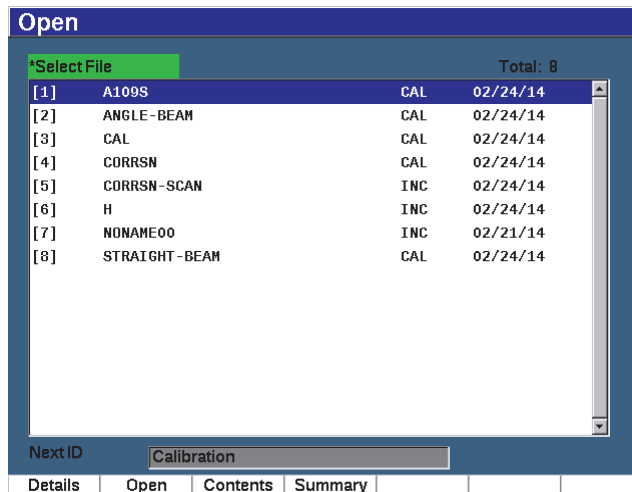 Open
*Select File Total: 8
[1] A109S CAL 02/24/14
[2] ANGLE-BEAM CAL 02/24/14
[3] CAL CAL 02/24/14
[4] CORRSN CAL 02/24/14
[5] CORRSN-SCAN INC 02/24/14
[6] H INC 02/24/14
[7] NONAME00 INC 02/21/14
[8] STRAIGHT-BEAM CAL 02/24/14
Next ID Calibration
Details Open Contents Summary